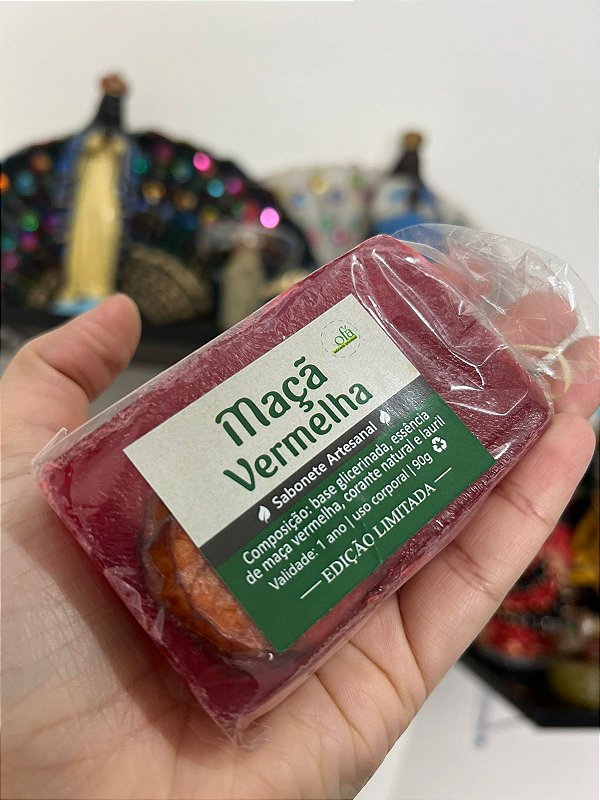 ofá
Maçã
Vermelha
Sabonete Artesanal
Composição: base glicerinada, essência
de maçã vermelha, corante natural e lauril
Validade: 1 ano | uso corporal | 90g
— EDIÇÃO LIMITADA —